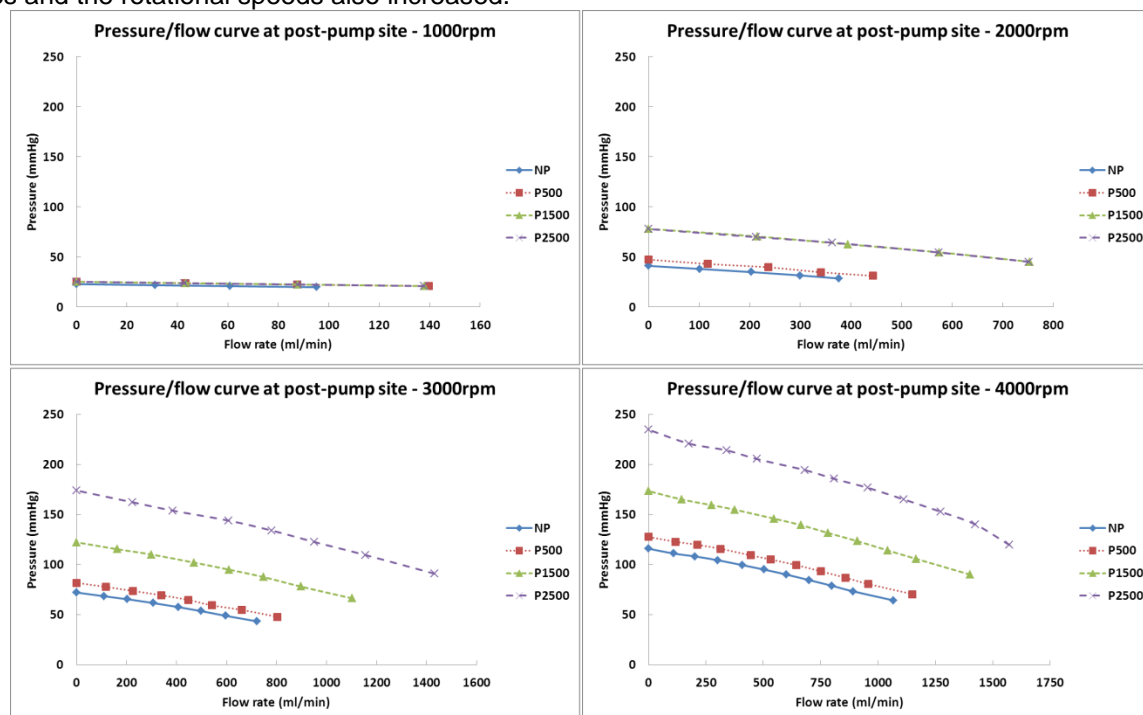 and the rotational speeds also increased.
Pressure/flow curve at post-pump site - 1000rpm
Pressure (mmHg)
250
200
150
100
50
0
0 20 40 60 80 100 120 140 160
Flow rate (ml/min)
NP
P500
P1500
P2500
Pressure/flow curve at post-pump site - 2000rpm
Pressure (mmHg)
250
200
150
100
50
0
0 100 200 300 400 500 600 700 800
Flow rate (ml/min)
NP
P500
P1500
P2500
Pressure/flow curve at post-pump site - 3000rpm
Pressure (mmHg)
250
200
150
100
50
0
0 200 400 600 800 1000 1200 1400 1600
Flow rate (ml/min)
NP
P500
P1500
P2500
Pressure/flow curve at post-pump site - 4000rpm
Pressure (mmHg)
250
200
150
100
50
0
0 250 500 750 1000 1250 1500 1750
Flow rate (ml/min)
NP
P500
P1500
P2500